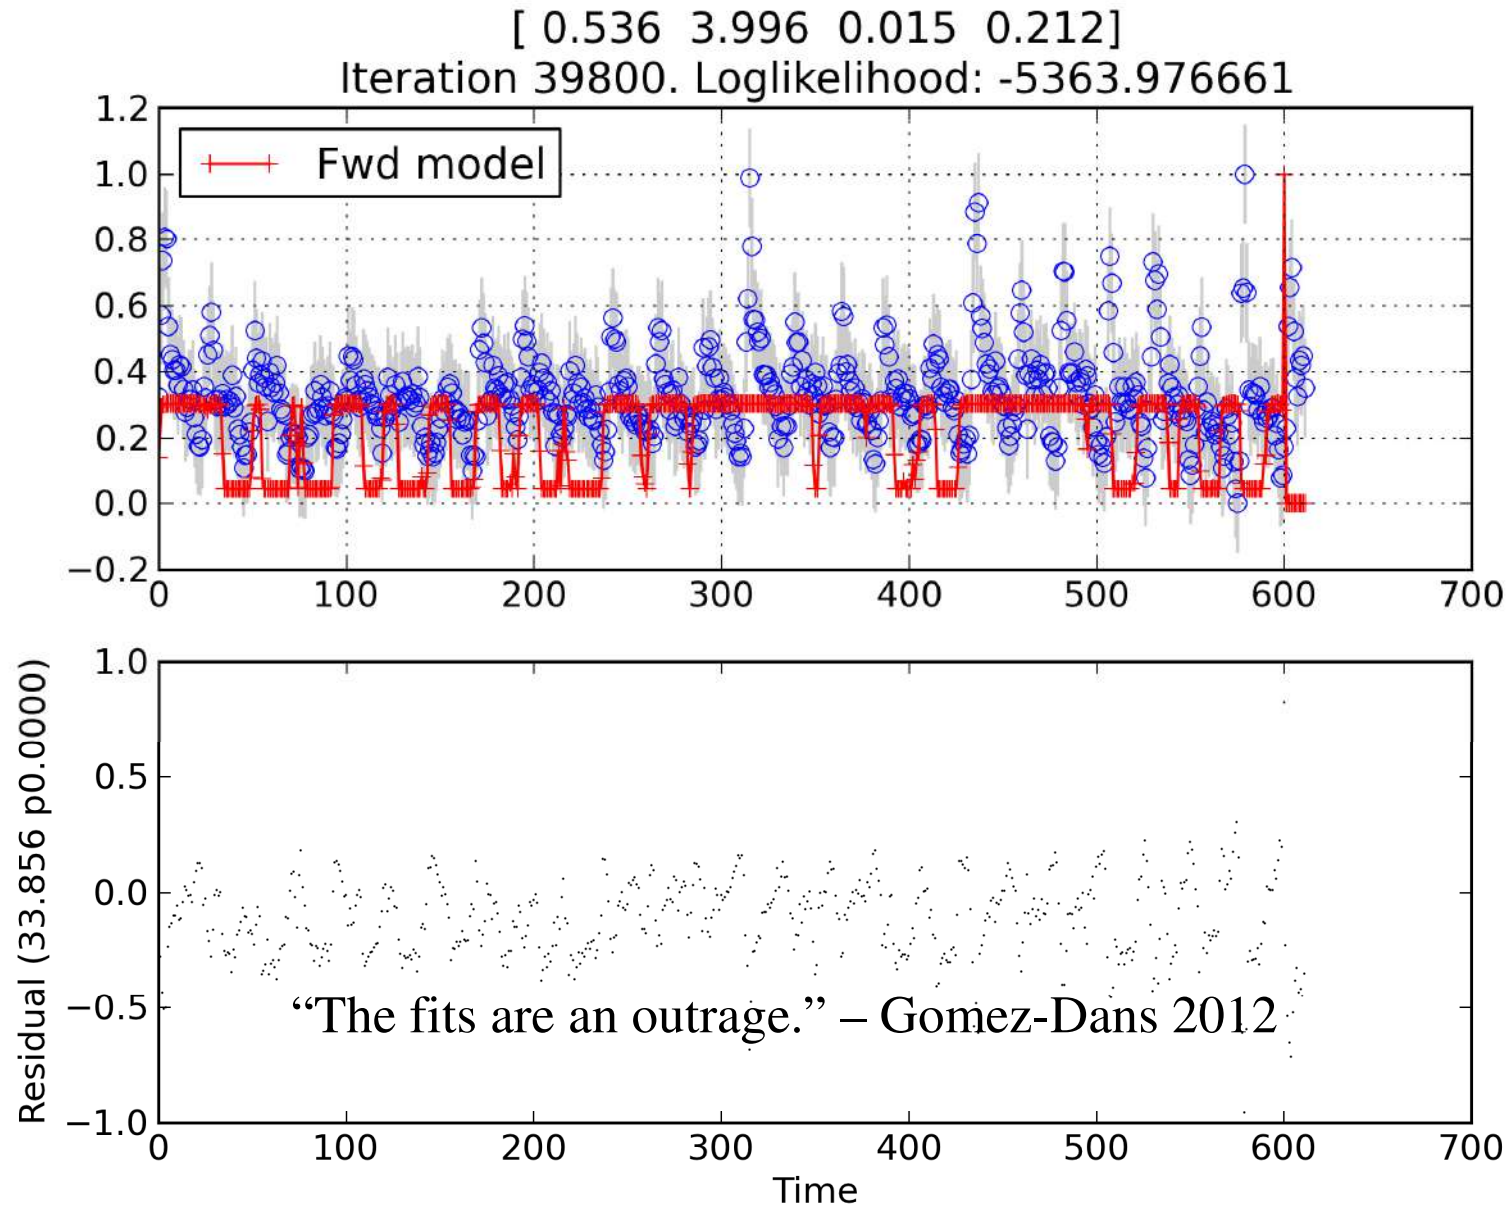 [ 0.536 3.996 0.015 0.212]
Iteration 39800. Loglikelihood: -5363.976661
1.2
1.0
0.8
0.6
0.4
0.2
0.0
−0.2
Fwd model
0 100 200 300 400 500 600 700
Residual (33.856 p0.0000)
1.0
0.5
0.0
−0.5
−1.0
“The fits are an outrage.” – Gomez-Dans 2012
0 100 200 300 400 500 600 700
Time